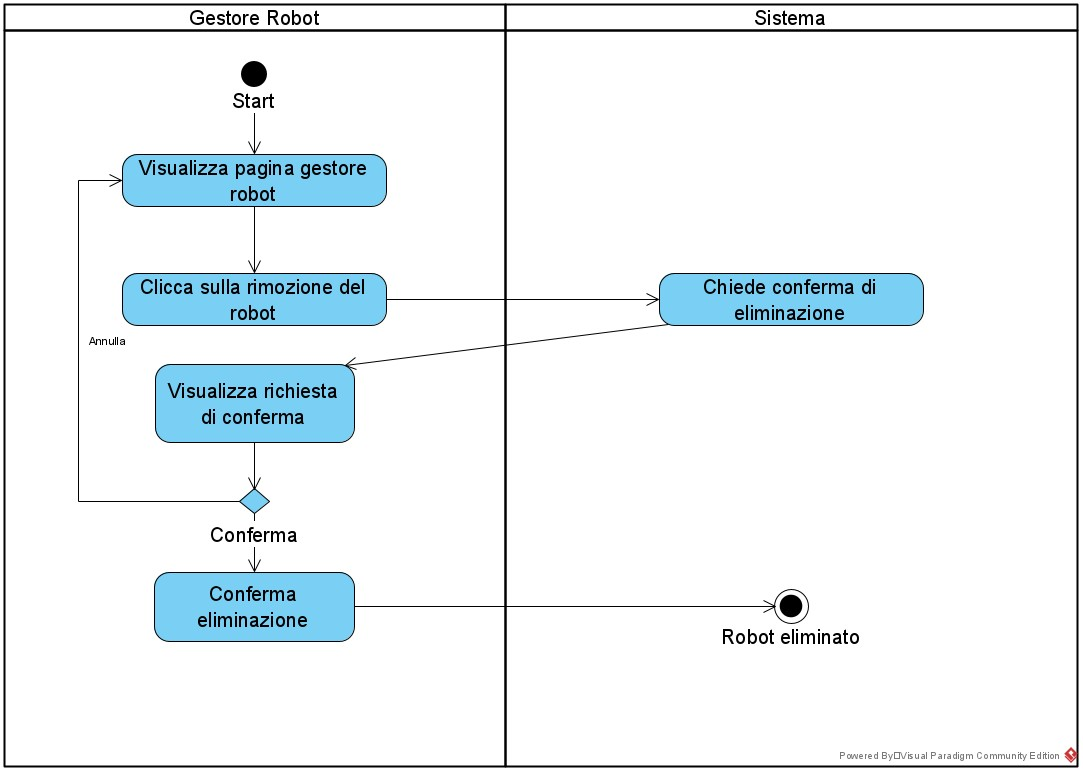 Gestore Robot
Sistema
Start
Visualizza pagina gestore
robot
Clicca sulla rimozione del
robot
Chiede conferma di
eliminazione
Annulla
Visualizza richiesta
di conferma
Conferma
Conferma
eliminazione
Robot eliminato
Powered By Visual Paradigm Community Edition